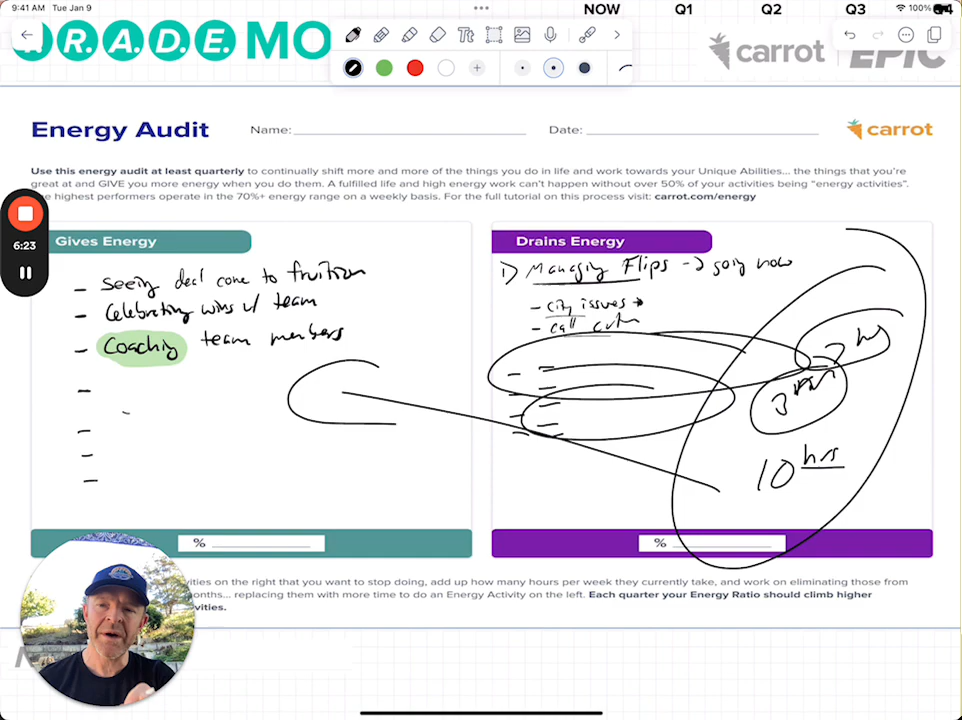 9:41 AM Tue Jan 9
NOW Q1 Q2 Q3 Q4
100%
G.R.A.D.E. MO
Tt
carrot EPIC
Energy Audit
Name:
Date:
carrot
Use this energy audit at least quarterly to continually shift more and more of the things you do in life and work towards your Unique Abilities... the things that you're
great at and GIVE you more energy when you do them. A fulfilled life and high energy work can't happen without over 50% of your activities being "energy activities".
highest performers operate in the 70%+ energy range on a weekly basis. For the full tutorial on this process visit: carrot.com/energy
6:23
Gives Energy
- Seeing deal come to fruition
- Celebrating wins w/ team
- Coaching team members
%
Drains Energy
1) Managing Flips → going now
- city issues
- call
hrs
3
10 hrs
%
ities on the right that you want to stop doing, add up how many hours per week they currently take, and work on eliminating those from
months... replacing them with more time to do an Energy Activity on the left. Each quarter your Energy Ratio should climb higher
vities.